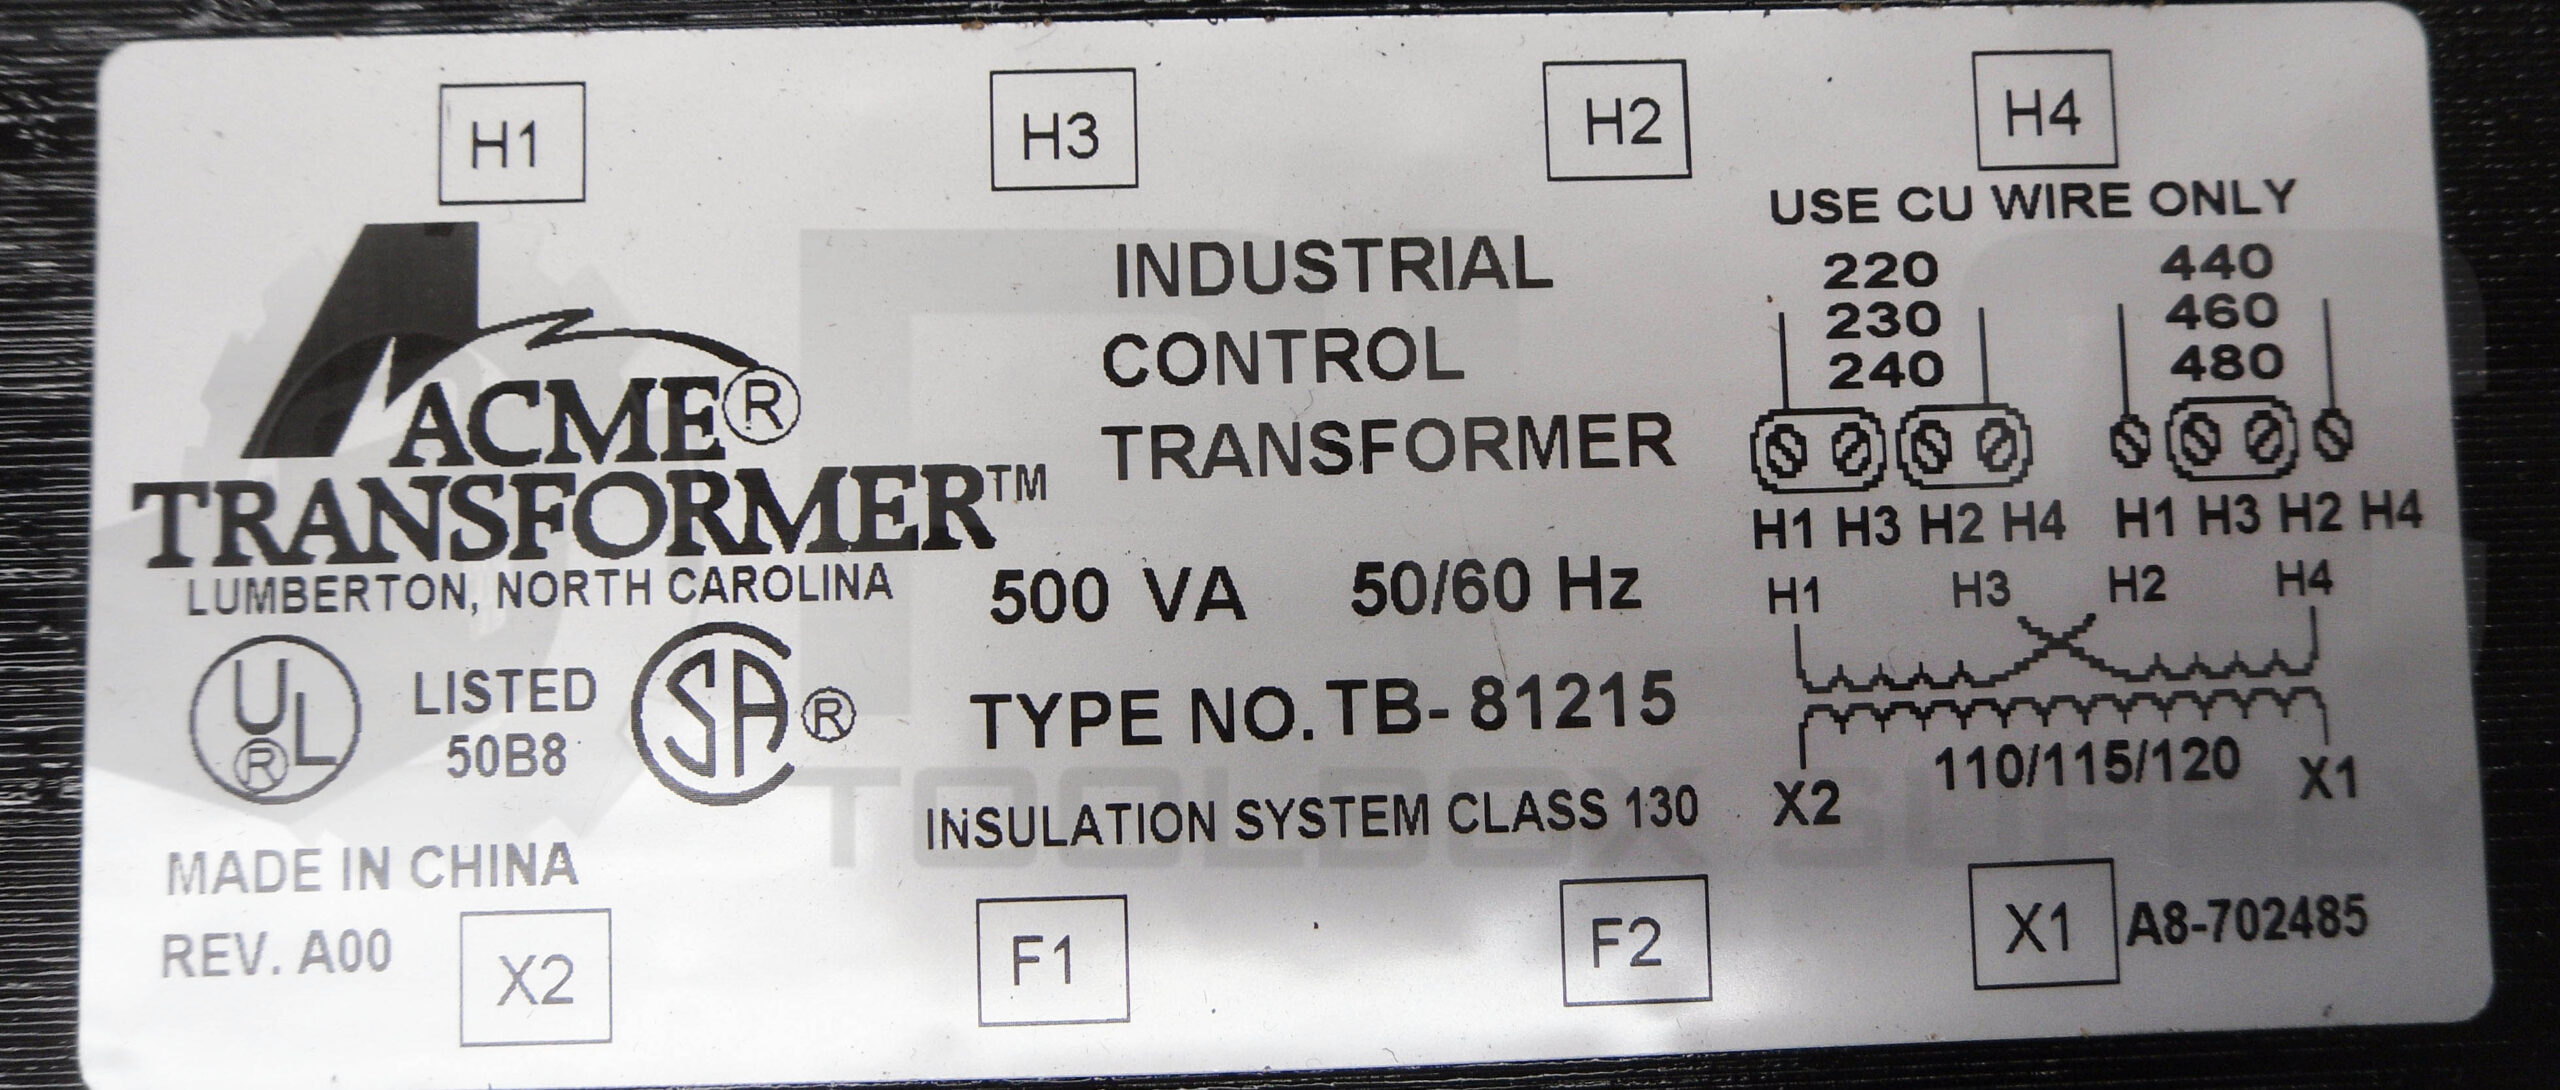 H1 H3 H2 H4
USE CU WIRE ONLY
ACME®
TRANSFORMER™
LUMBERTON, NORTH CAROLINA
UL® LISTED
50B8
SA®
MADE IN CHINA
REV. A00
INDUSTRIAL
CONTROL
TRANSFORMER
500 VA 50/60 Hz
TYPE NO. TB-81215
INSULATION SYSTEM CLASS 130
220 440
230 460
240 480
H1 H3 H2 H4 H1 H3 H2 H4
H1 H3 H2 H4
110/115/120
X2 X1
X2 F1 F2 X1 A8-702485
TOOLBOX